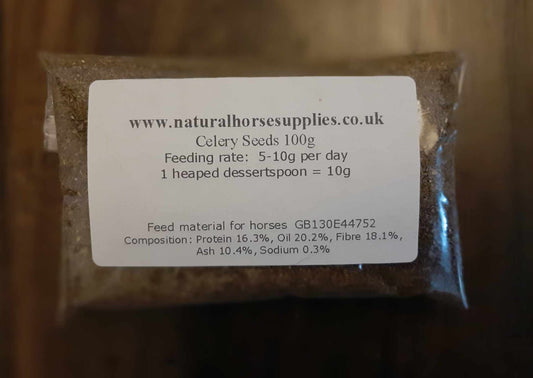 www.naturalhorsesupplies.co.uk
Celery Seeds 100g
Feeding rate: 5-10g per day
1 heaped dessertspoon = 10g
Feed material for horses GB130E44752
Composition: Protein 16.3%, Oil 20.2%, Fibre 18.1%,
Ash 10.4%, Sodium 0.3%